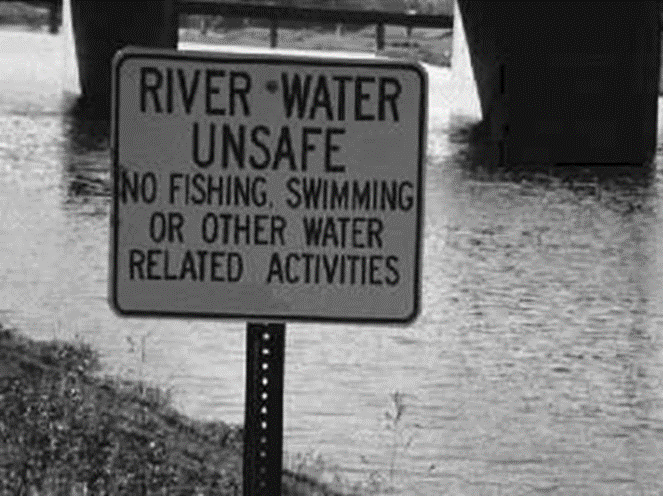 RIVER WATER
UNSAFE
NO FISHING, SWIMMING
OR OTHER WATER
RELATED ACTIVITIES